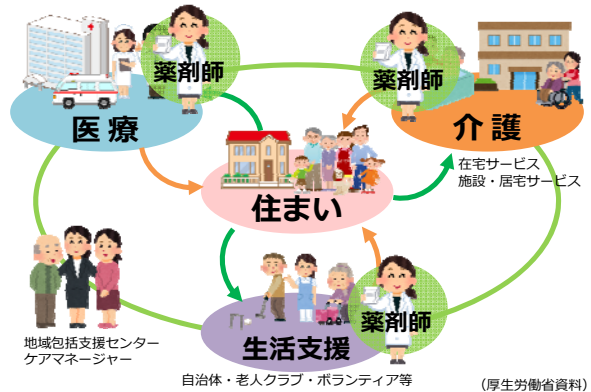 薬剤師
医療
薬剤師
介護
在宅サービス
施設・居宅サービス
住まい
地域包括支援センター
ケアマネージャー
薬剤師
生活支援
自治体・老人クラブ・ボランティア等
（厚生労働省資料）